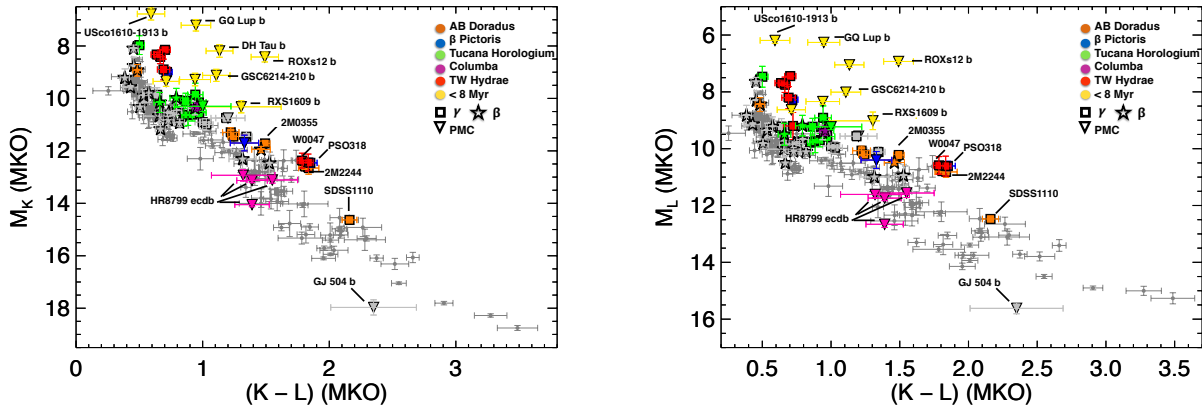 USco1610-1913 b
GQ Lup b
DH Tau b
ROXs12 b
GSC6214-210 b
RXS1609 b
2M0355
W0047
PSO318
2M2244
HR8799 ecdb
SDSS1110
GJ 504 b
AB Doradus
β Pictoris
Tucana Horologium
Columba
TW Hydrae
< 8 Myr
γ β
PMC
8
10
12
14
16
18
M_K (MKO)
0 1 2 3
(K – L) (MKO)
USco1610-1913 b
GQ Lup b
ROXs12 b
GSC6214-210 b
RXS1609 b
2M0355
W0047
PSO318
2M2244
HR8799 ecdb
SDSS1110
GJ 504 b
AB Doradus
β Pictoris
Tucana Horologium
Columba
TW Hydrae
< 8 Myr
γ β
PMC
6
8
10
12
14
16
M_L (MKO)
0.5 1.0 1.5 2.0 2.5 3.0 3.5
(K – L) (MKO)